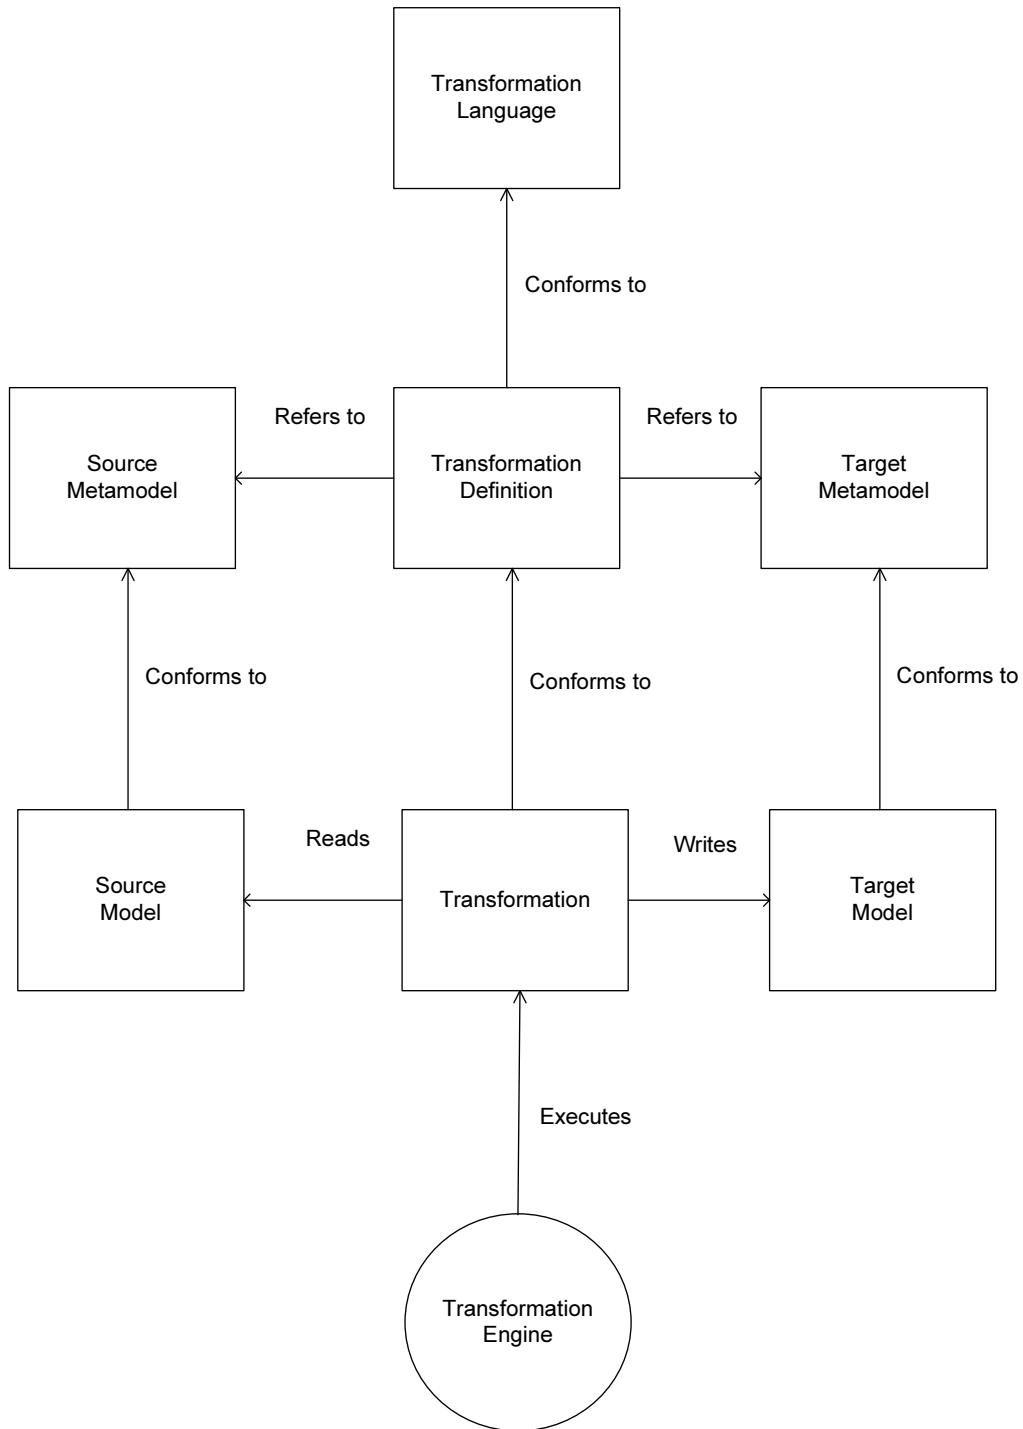 Transformation
Language
Conforms to
Refers to
Refers to
Source
Metamodel
Transformation
Definition
Target
Metamodel
Conforms to
Conforms to
Conforms to
Reads
Writes
Source
Model
Transformation
Target
Model
Executes
Transformation
Engine